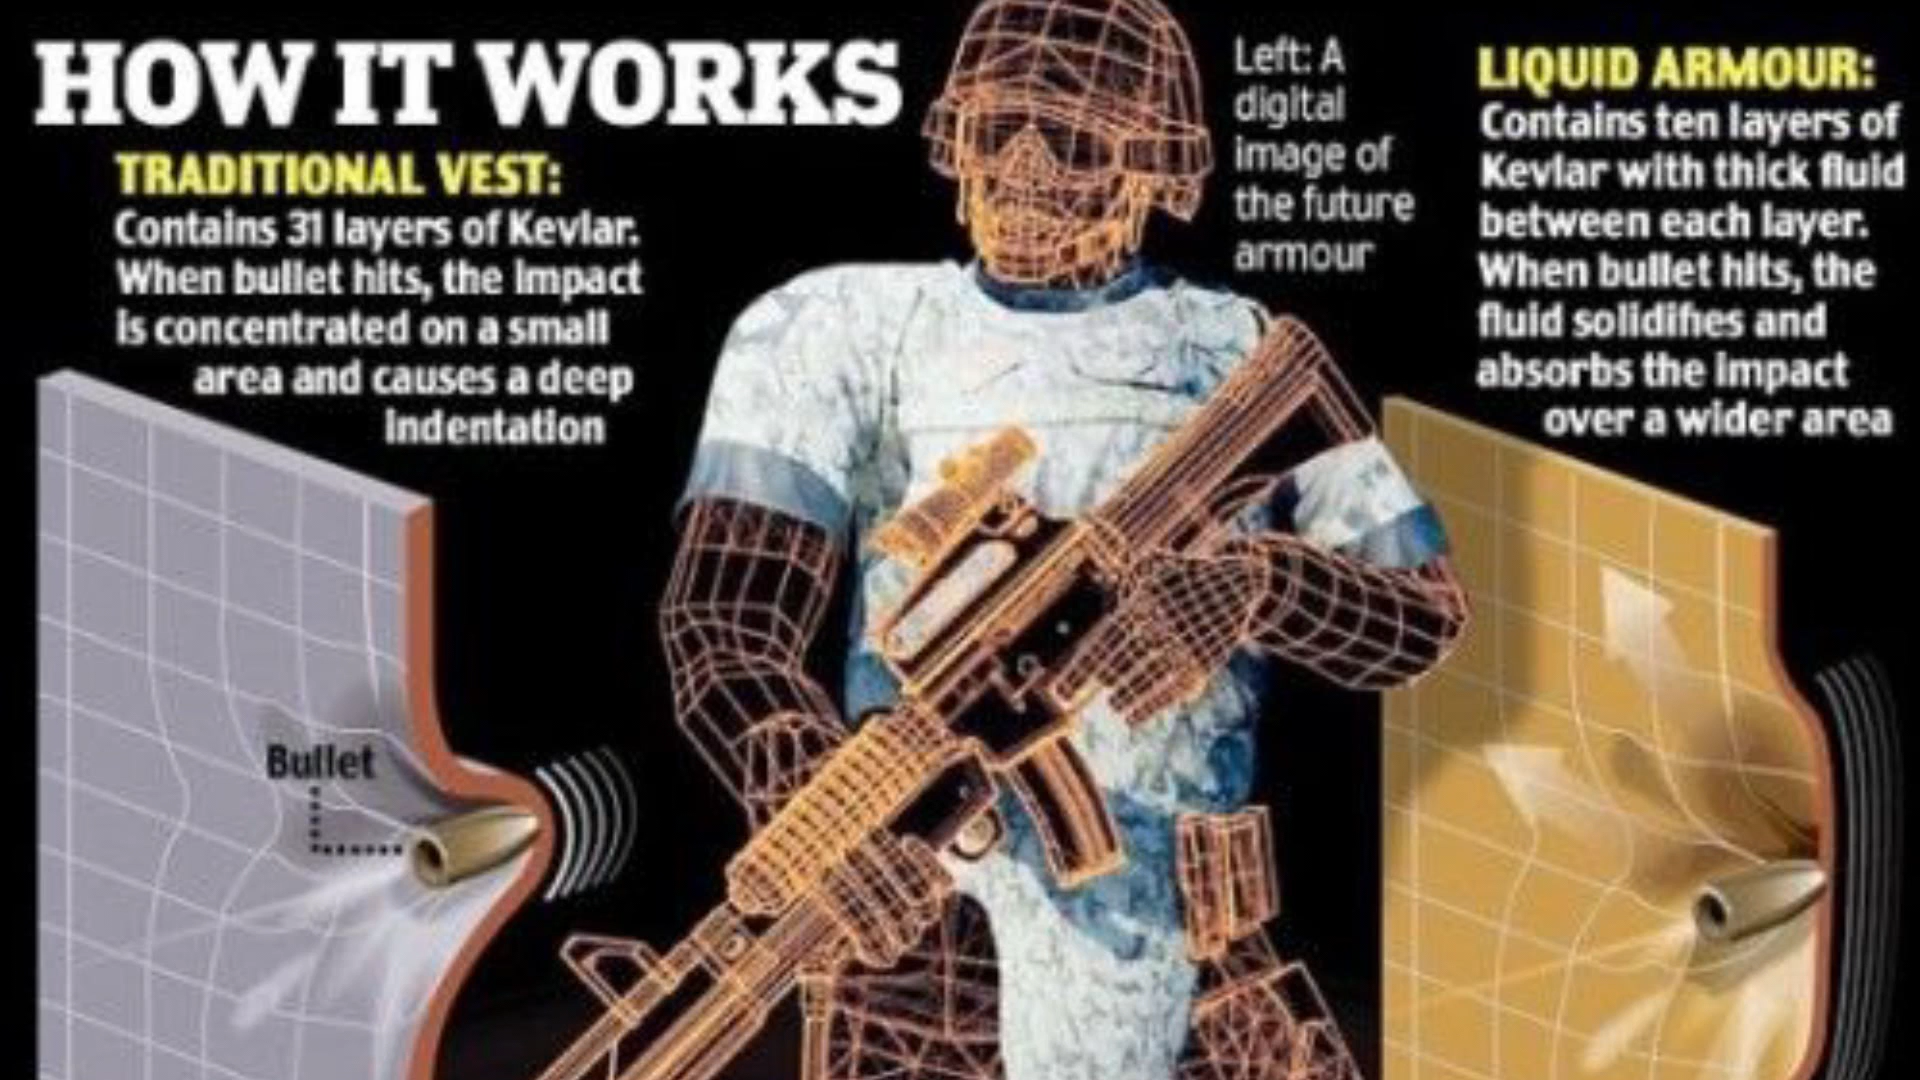 HOW IT WORKS
TRADITIONAL VEST:
Contains 31 layers of Kevlar.
When bullet hits, the impact
is concentrated on a small
area and causes a deep
indentation
Bullet
Left: A
digital
image of
the future
armour
LIQUID ARMOUR:
Contains ten layers of
Kevlar with thick fluid
between each layer.
When bullet hits, the
fluid solidifies and
absorbs the impact
over a wider area